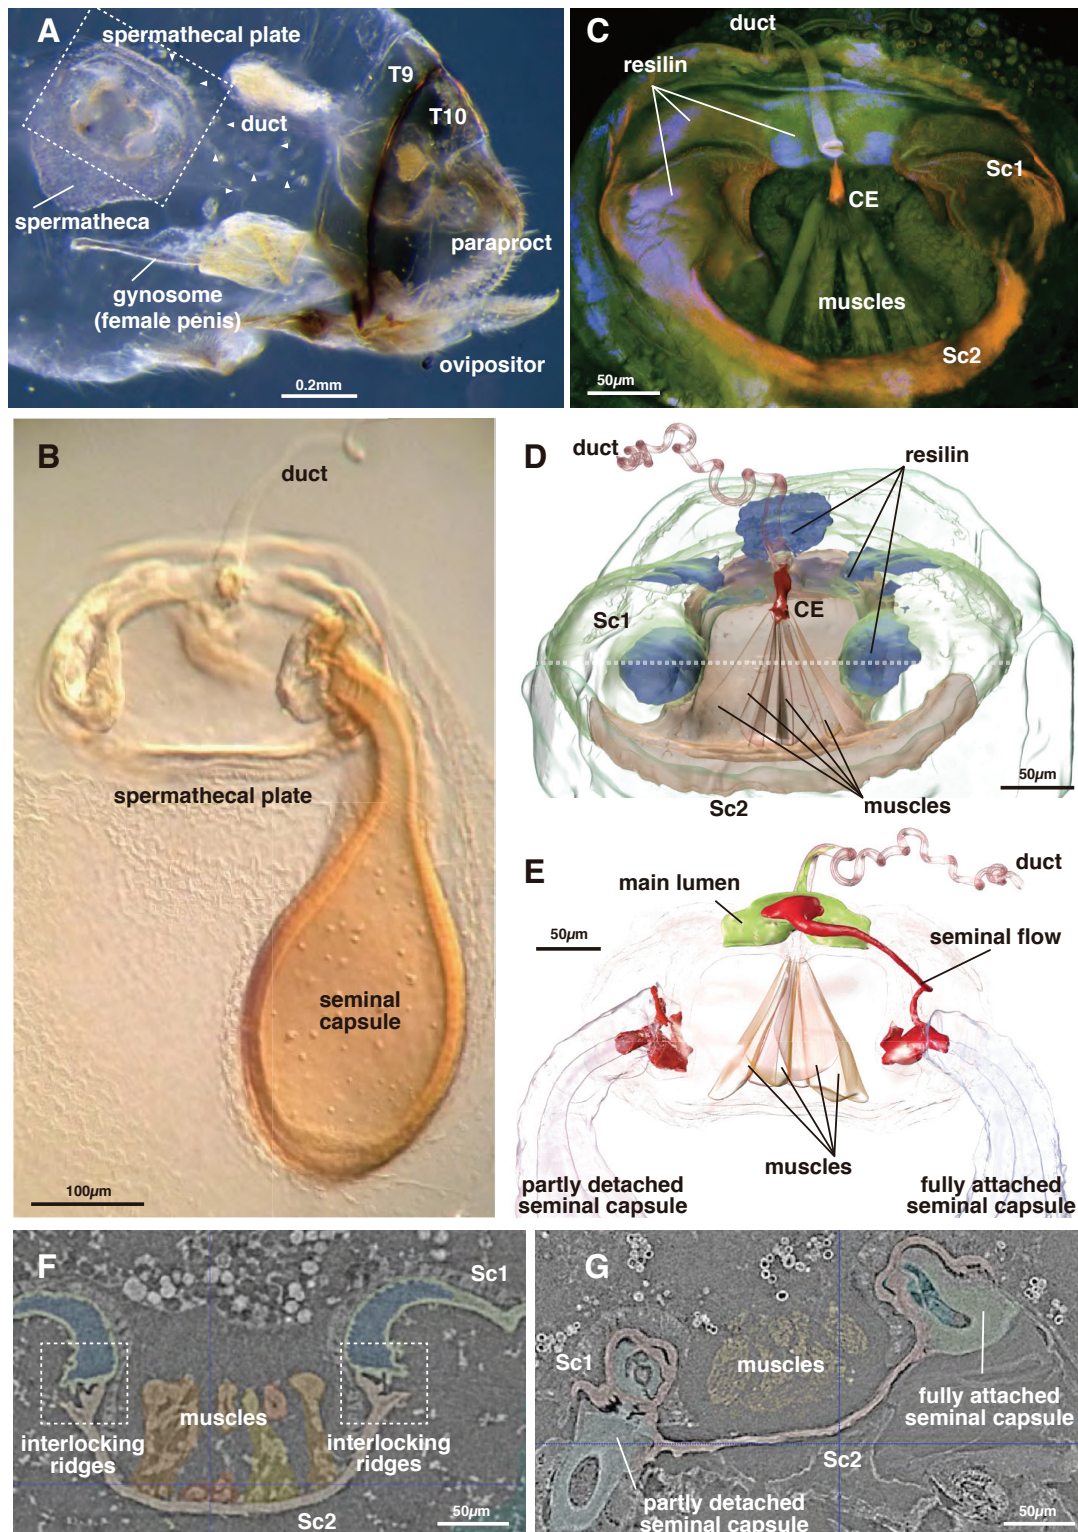 A
spermathecal plate
T9
T10
duct
spermatheca
paraproct
gynosome
(female penis)
ovipositor
0.2mm
C
duct
resilin
Sc1
CE
muscles
Sc2
50µm
B
duct
spermathecal plate
seminal
capsule
100µm
D
duct
resilin
Sc1
CE
50µm
Sc2
muscles
E
duct
main lumen
50µm
seminal flow
muscles
partly detached
seminal capsule
fully attached
seminal capsule
F
Sc1
muscles
interlocking
ridges
interlocking
ridges
50µm
Sc2
G
Sc1
muscles
fully attached
seminal capsule
Sc2
partly detached
seminal capsule
50µm